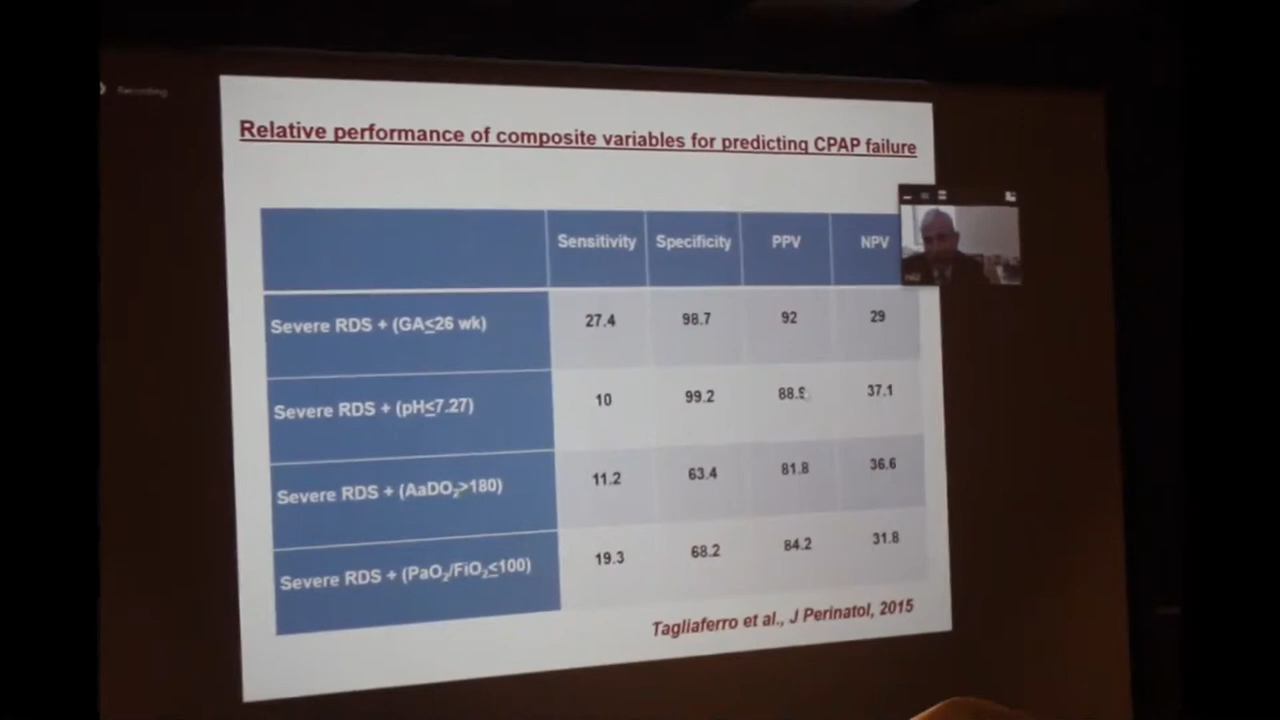 Recording
Relative performance of composite variables for predicting CPAP failure
Sensitivity Specificity PPV NPV
Severe RDS + (GA≤26 wk) 27.4 98.7 92 29
Severe RDS + (pH≤7.27) 10 99.2 88.9 37.1
Severe RDS + (AaDO₂>180) 11.2 63.4 81.8 36.6
Severe RDS + (PaO₂/FiO₂≤100) 19.3 68.2 84.2 31.8
Tagliaferro et al., J Perinatol, 2015